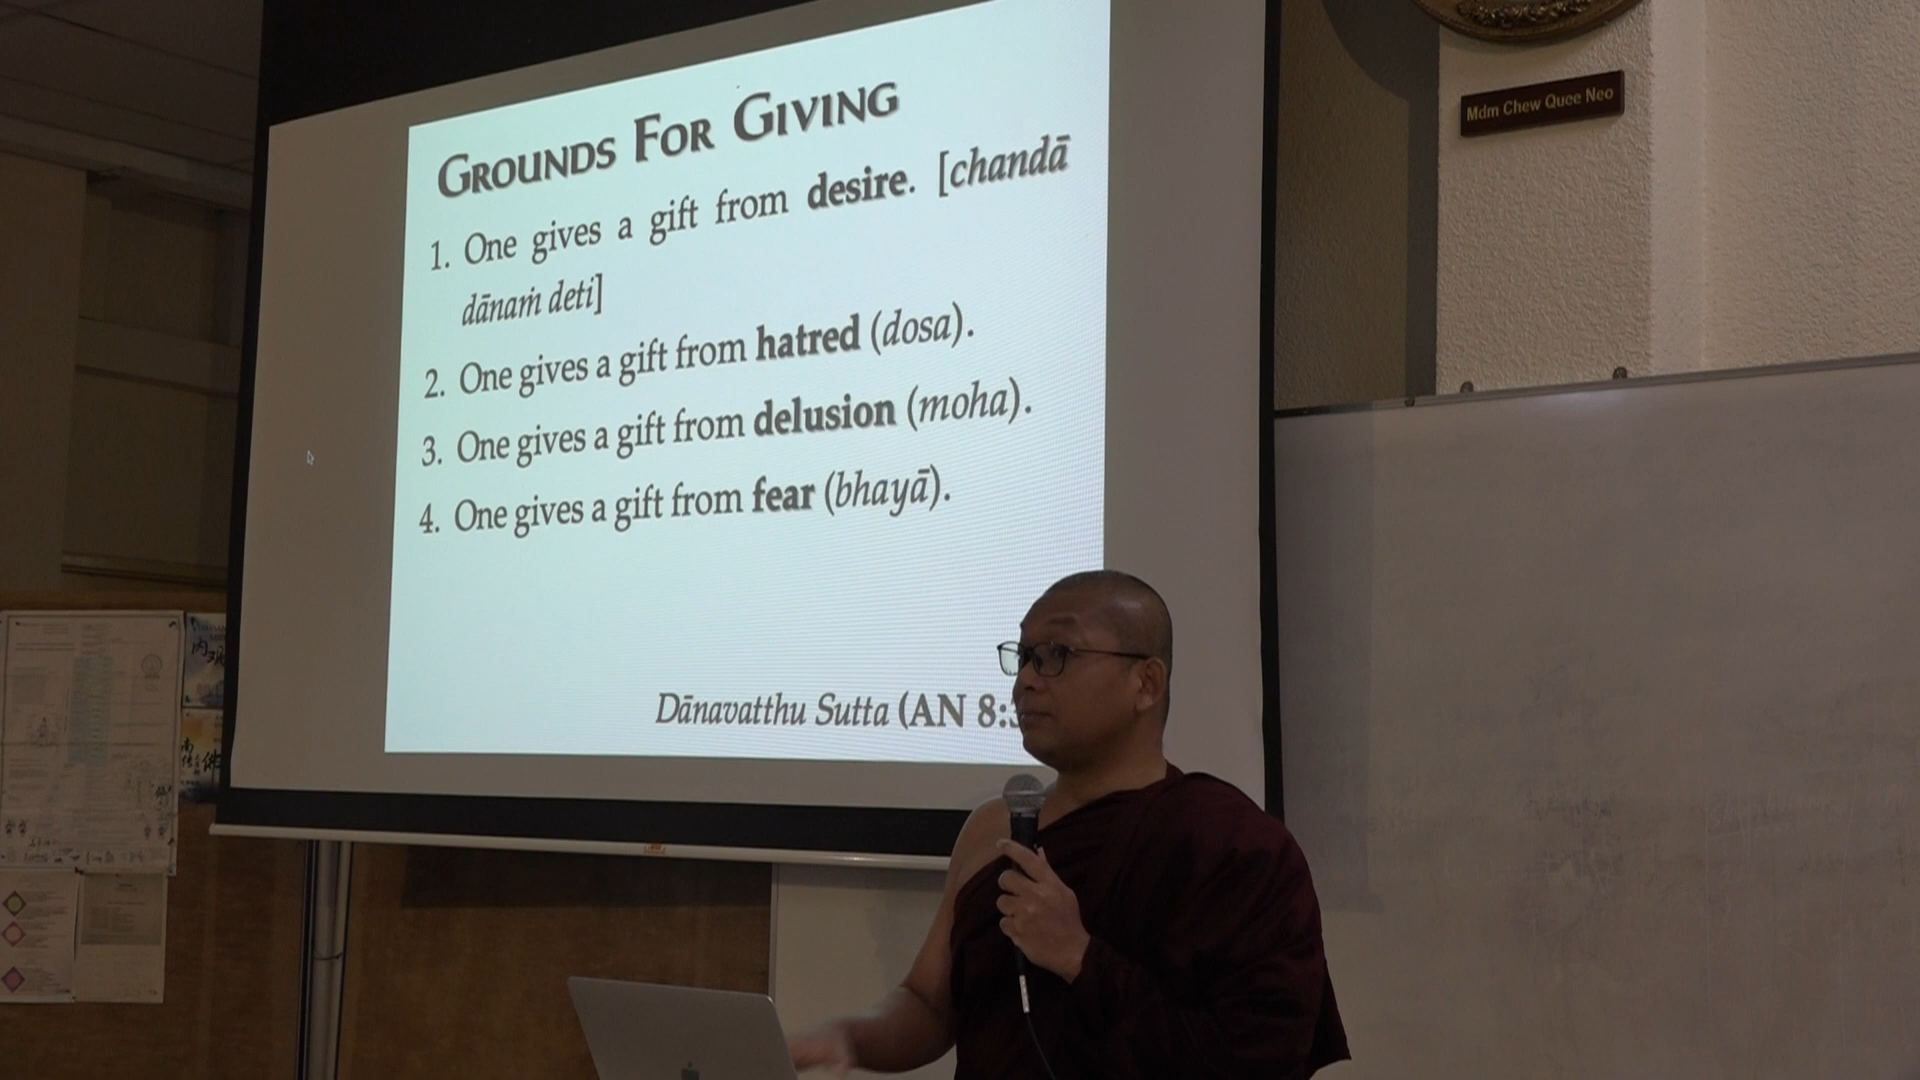 GROUNDS FOR GIVING
1. One gives a gift from desire. [chandā
dānaṁ deti]
2. One gives a gift from hatred (dosa).
3. One gives a gift from delusion (moha).
4. One gives a gift from fear (bhayā).
Dānavatthu Sutta (AN 8:
Mdm Chew Quee Neo